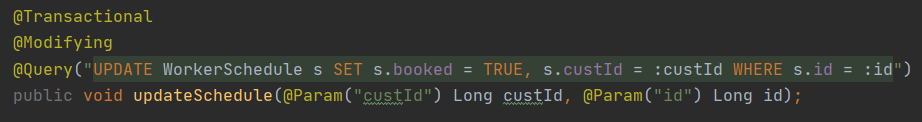 @Transactional
@Modifying
@Query("UPDATE WorkerSchedule s SET s.booked = TRUE, s.custId = :custId WHERE s.id = :id")
public void updateSchedule(@Param("custId") Long custId, @Param("id") Long id);